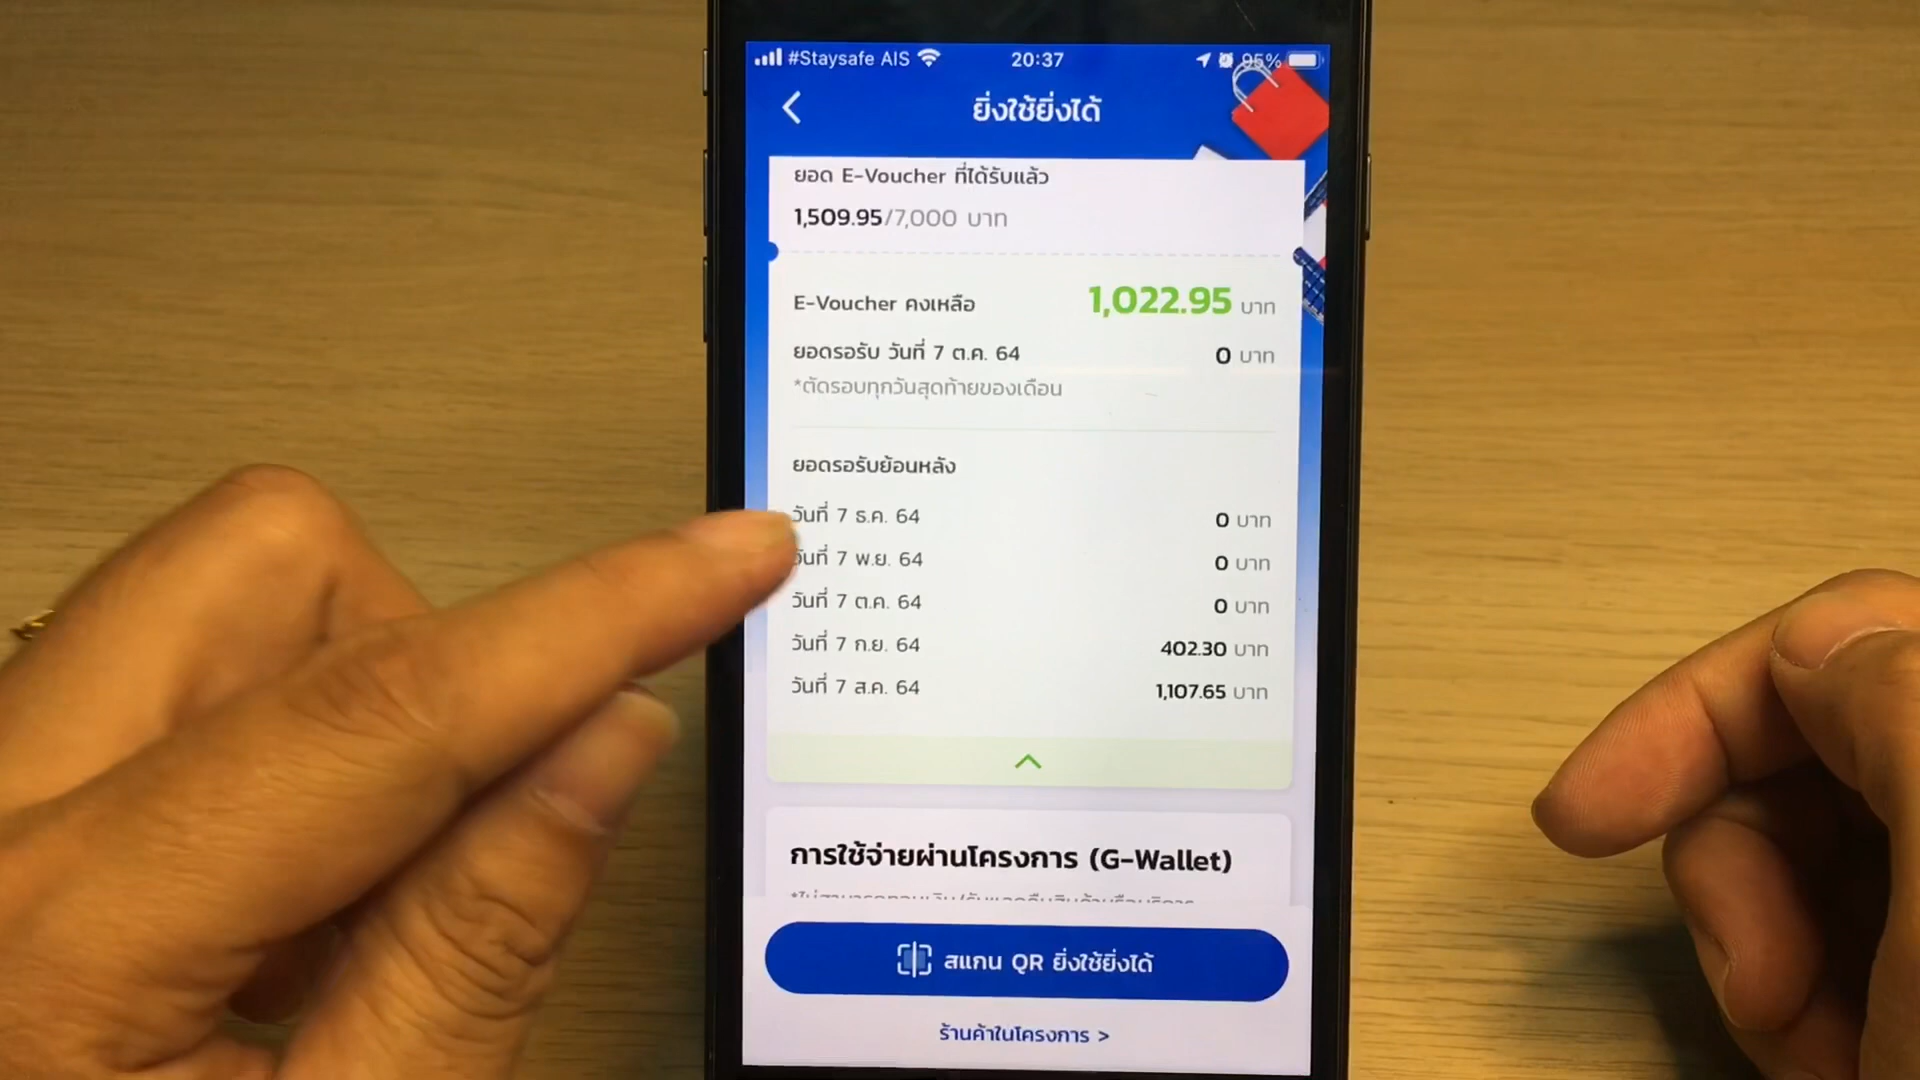 #Staysafe AIS 20:37 95%
ยิ่งใช้ยิ่งได้
ยอด E-Voucher ที่ได้รับแล้ว
1,509.95/7,000 บาท
E-Voucher คงเหลือ 1,022.95 บาท
ยอดรอรับ วันที่ 7 ต.ค. 64 0 บาท
*ตัดรอบทุกวันสุดท้ายของเดือน
ยอดรอรับย้อนหลัง
วันที่ 7 ธ.ค. 64 0 บาท
วันที่ 7 พ.ย. 64 0 บาท
วันที่ 7 ต.ค. 64 0 บาท
วันที่ 7 ก.ย. 64 402.30 บาท
วันที่ 7 ส.ค. 64 1,107.65 บาท
การใช้จ่ายผ่านโครงการ (G-Wallet)
สแกน QR ยิ่งใช้ยิ่งได้
ร้านค้าในโครงการ >